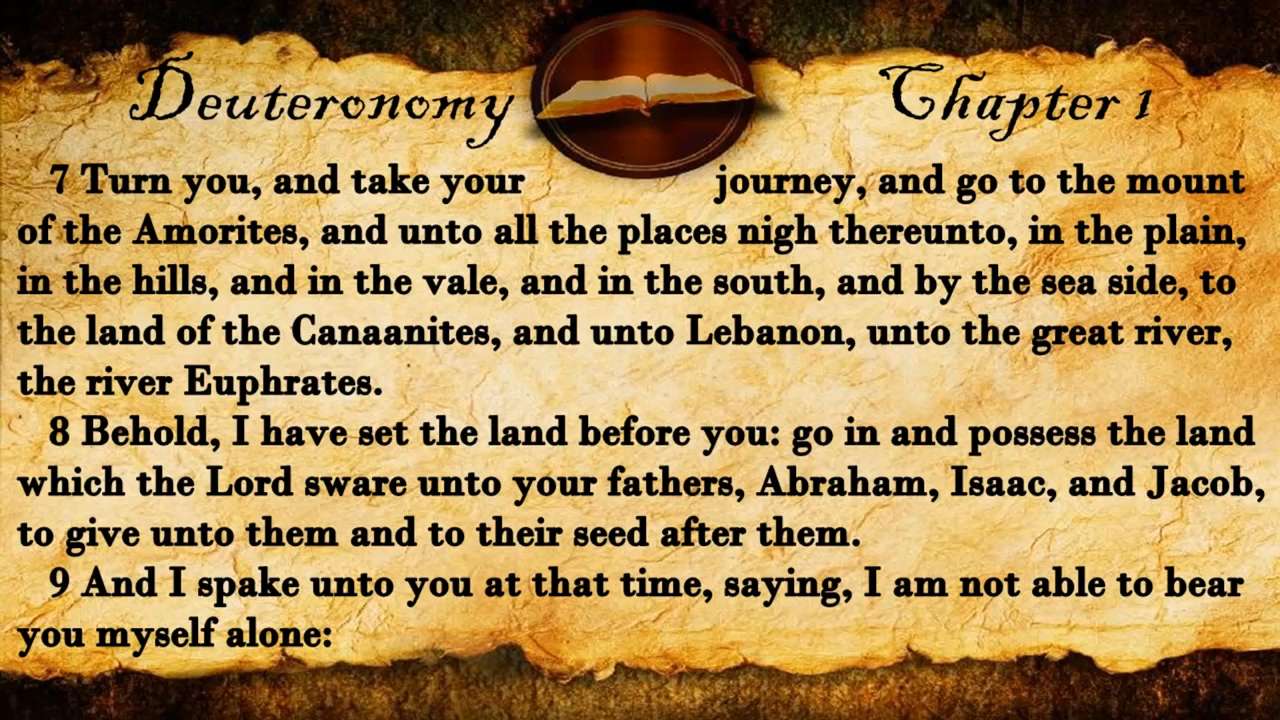 Deuteronomy Chapter 1
7 Turn you, and take your journey, and go to the mount
of the Amorites, and unto all the places nigh thereunto, in the plain,
in the hills, and in the vale, and in the south, and by the sea side, to
the land of the Canaanites, and unto Lebanon, unto the great river,
the river Euphrates.
8 Behold, I have set the land before you: go in and possess the land
which the Lord sware unto your fathers, Abraham, Isaac, and Jacob,
to give unto them and to their seed after them.
9 And I spake unto you at that time, saying, I am not able to bear
you myself alone: